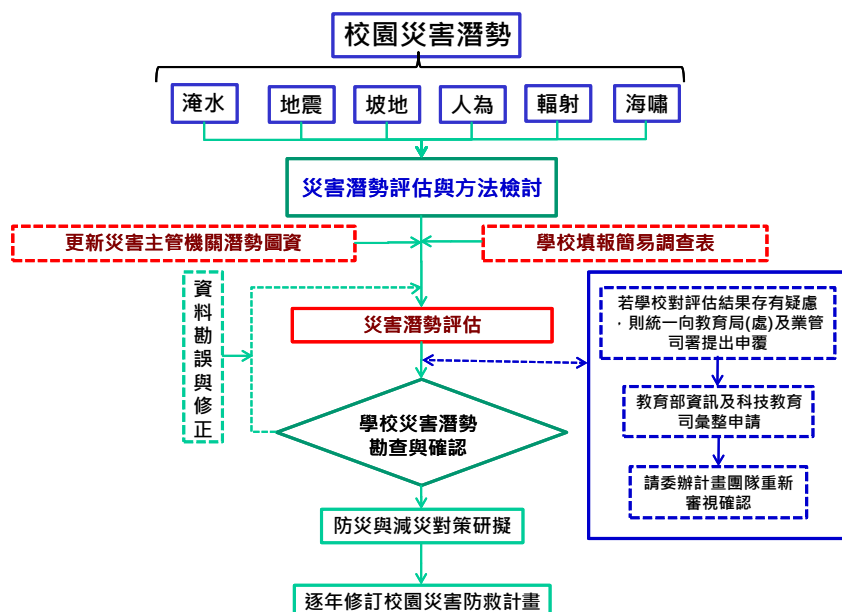 校園災害潛勢
淹水
地震
坡地
人為
輻射
海嘯
災害潛勢評估與方法檢討
更新災害主管機關潛勢圖資
學校填報簡易調查表
資料勘誤與修正
災害潛勢評估
若學校對評估結果存有疑慮
，則統一向教育局(處)及業管
司署提出申覆
教育部資訊及科技教育
司彙整申請
請委辦計畫團隊重新
審視確認
學校災害潛勢
勘查與確認
防災與減災對策研擬
逐年修訂校園災害防救計畫